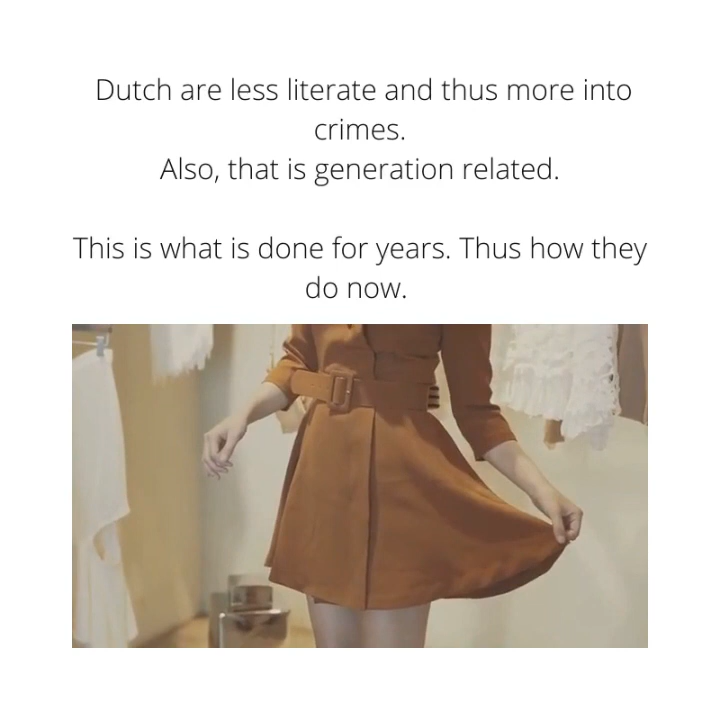 Dutch are less literate and thus more into
crimes.
Also, that is generation related.
This is what is done for years. Thus how they
do now.